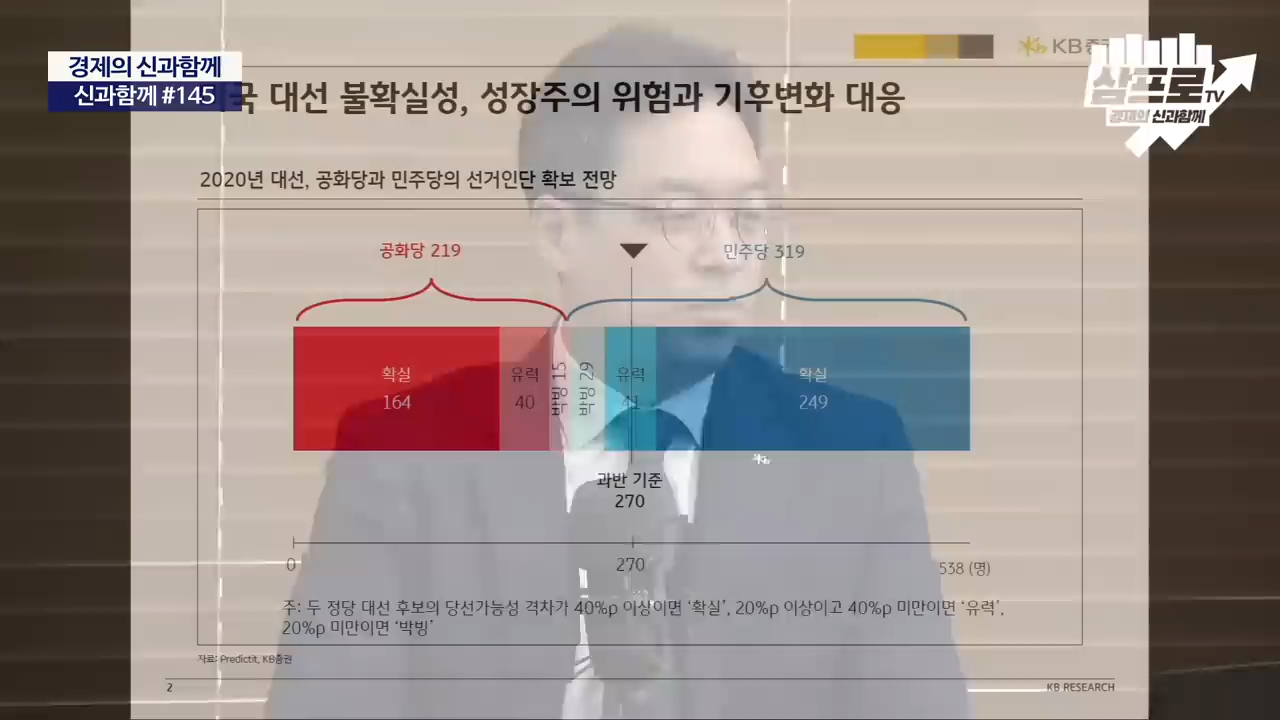 경제의 신과함께
신과함께 #145
KB증
삼프로TV
경제의 신과함께
국 대선 불확실성, 성장주의 위험과 기후변화 대응
2020년 대선, 공화당과 민주당의 선거인단 확보 전망
공화당 219
민주당 319
확실
164
유력
40
박빙 15
박빙 29
유력
41
확실
249
과반 기준
270
0
270
538 (명)
주: 두 정당 대선 후보의 당선가능성 격차가 40%p 이상이면 ‘확실’, 20%p 이상이고 40%p 미만이면 ‘유력’,
20%p 미만이면 ‘박빙’
자료: Predictit, KB증권
2
KB RESEARCH